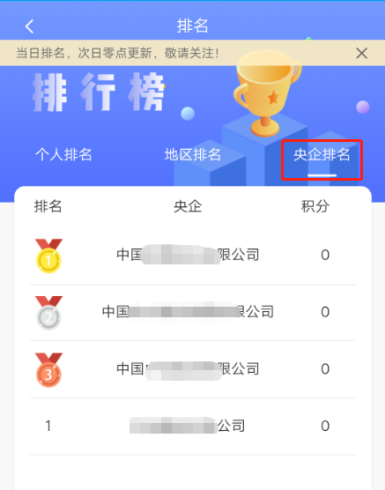 排名
当日排名，次日零点更新，敬请关注！
排行榜
个人排名 地区排名 央企排名
排名 央企 积分
1 中国 限公司 0
2 中国 限公司 0
3 中国 限公司 0
1 公司 0